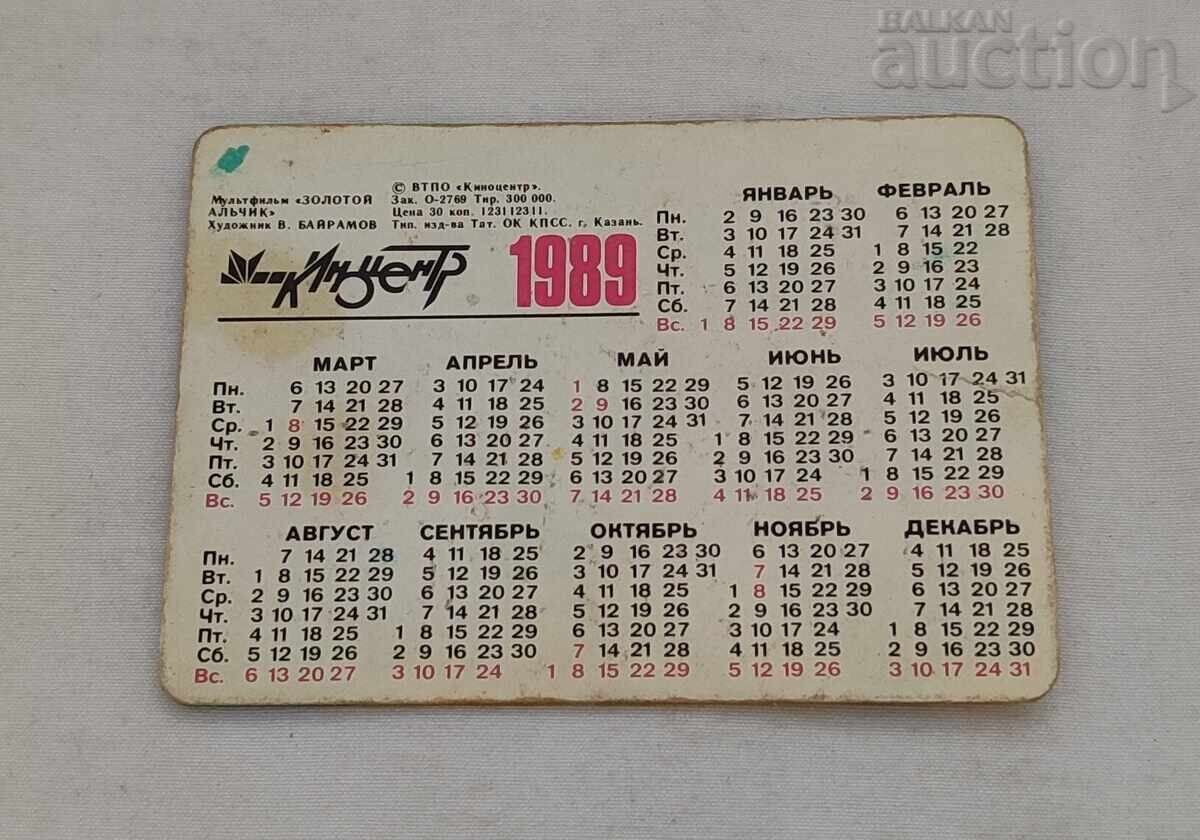 BALKAN
auction
Мультфильм «ЗОЛОТОЙ
АЛЬЧИК»
Художник В. БАЙРАМОВ
© ВТПО «Киноцентр».
Зак. О-2769 Тир. 300 000.
Цена 30 коп. 123112311.
Тип. изд-ва Тат. ОК КПСС. г. Казань.
Киноцентр 1989
ЯНВАРЬ ФЕВРАЛЬ
Пн. 2 9 16 23 30 6 13 20 27
Вт. 3 10 17 24 31 7 14 21 28
Ср. 4 11 18 25 1 8 15 22
Чт. 5 12 19 26 2 9 16 23
Пт. 6 13 20 27 3 10 17 24
Сб. 7 14 21 28 4 11 18 25
Вс. 1 8 15 22 29 5 12 19 26
МАРТ АПРЕЛЬ МАЙ ИЮНЬ ИЮЛЬ
Пн. 6 13 20 27 3 10 17 24 1 8 15 22 29 5 12 19 26 3 10 17 24 31
Вт. 7 14 21 28 4 11 18 25 2 9 16 23 30 6 13 20 27 4 11 18 25
Ср. 1 8 15 22 29 5 12 19 26 3 10 17 24 31 7 14 21 28 5 12 19 26
Чт. 2 9 16 23 30 6 13 20 27 4 11 18 25 1 8 15 22 29 6 13 20 27
Пт. 3 10 17 24 31 7 14 21 28 5 12 19 26 2 9 16 23 30 7 14 21 28
Сб. 4 11 18 25 1 8 15 22 29 6 13 20 27 3 10 17 24 1 8 15 22 29
Вс. 5 12 19 26 2 9 16 23 30 7 14 21 28 4 11 18 25 2 9 16 23 30
АВГУСТ СЕНТЯБРЬ ОКТЯБРЬ НОЯБРЬ ДЕКАБРЬ
Пн. 7 14 21 28 4 11 18 25 2 9 16 23 30 6 13 20 27 4 11 18 25
Вт. 1 8 15 22 29 5 12 19 26 3 10 17 24 31 7 14 21 28 5 12 19 26
Ср. 2 9 16 23 30 6 13 20 27 4 11 18 25 1 8 15 22 29 6 13 20 27
Чт. 3 10 17 24 31 7 14 21 28 5 12 19 26 2 9 16 23 30 7 14 21 28
Пт. 4 11 18 25 1 8 15 22 29 6 13 20 27 3 10 17 24 1 8 15 22 29
Сб. 5 12 19 26 2 9 16 23 30 7 14 21 28 4 11 18 25 2 9 16 23 30
Вс. 6 13 20 27 3 10 17 24 1 8 15 22 29 5 12 19 26 3 10 17 24 31